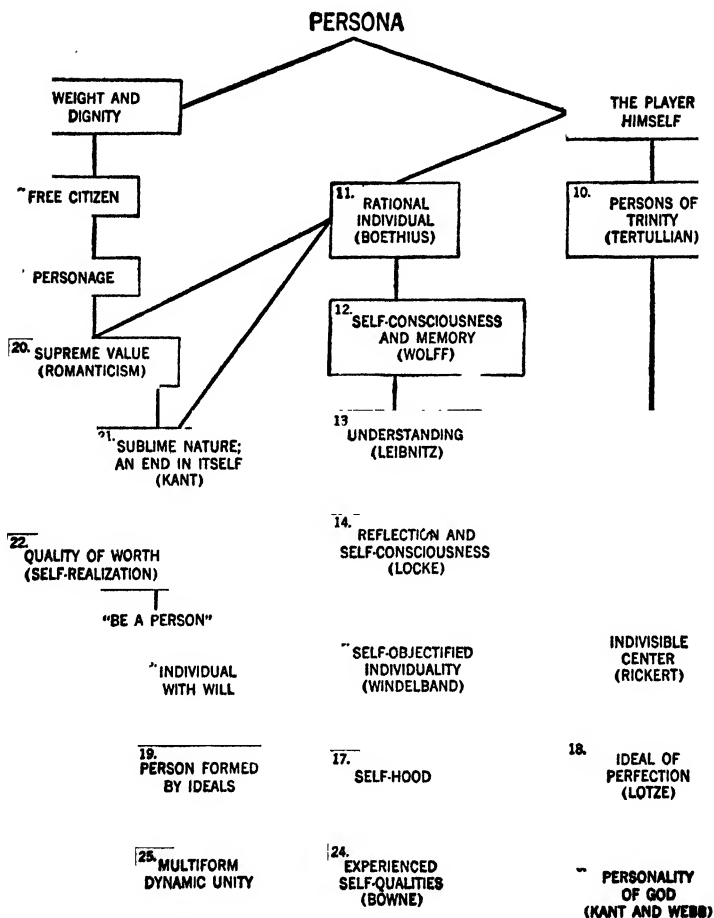 PERSONA
WEIGHT AND
DIGNITY
THE PLAYER
HIMSELF
FREE CITIZEN
11.
RATIONAL
INDIVIDUAL
(BOETHIUS)
10.
PERSONS OF
TRINITY
(TERTULLIAN)
PERSONAGE
12.
SELF-CONSCIOUSNESS
AND MEMORY
(WOLFF)
20.
SUPREME VALUE
(ROMANTICISM)
21.
SUBLIME NATURE;
AN END IN ITSELF
(KANT)
13
UNDERSTANDING
(LEIBNITZ)
14.
REFLECTION AND
SELF-CONSCIOUSNESS
(LOCKE)
22.
QUALITY OF WORTH
(SELF-REALIZATION)
"BE A PERSON"
INDIVIDUAL
WITH WILL
SELF-OBJECTIFIED
INDIVIDUALITY
(WINDELBAND)
INDIVISIBLE
CENTER
(RICKERT)
19.
PERSON FORMED
BY IDEALS
17.
SELF-HOOD
18.
IDEAL OF
PERFECTION
(LOTZE)
25.
MULTIFORM
DYNAMIC UNITY
24.
EXPERIENCED
SELF-QUALITIES
(BOWNE)
PERSONALITY
OF GOD
(KANT AND WEBB)